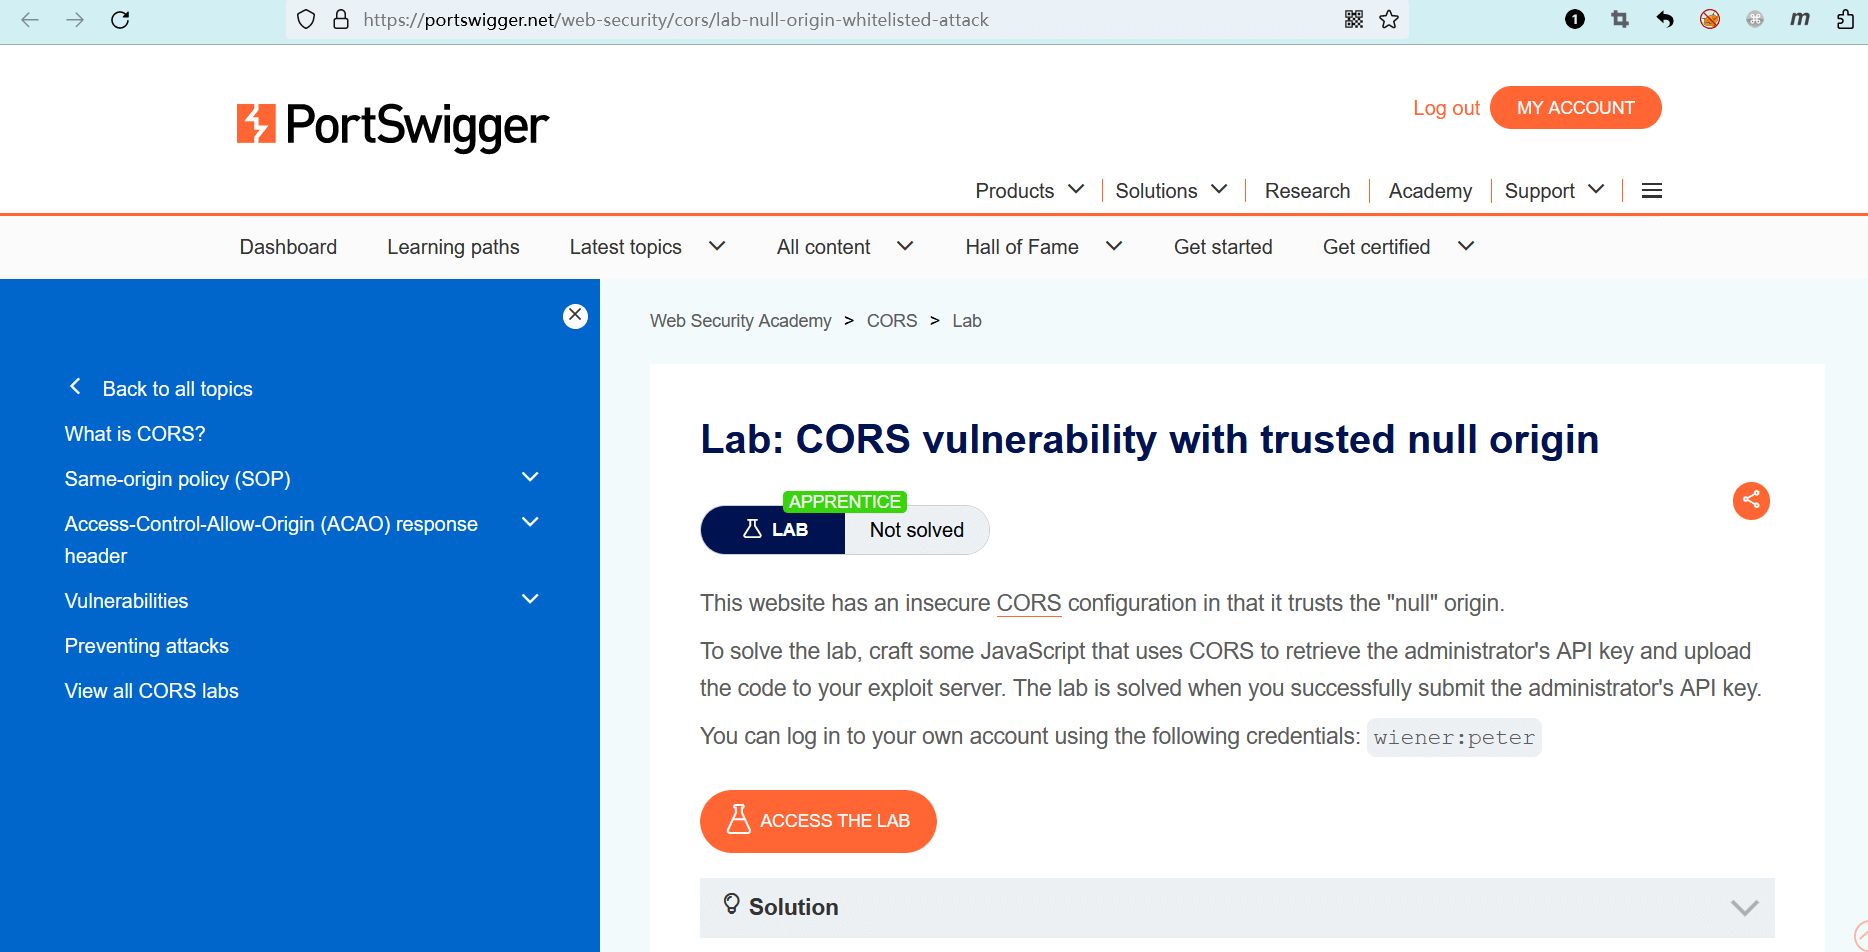 https://portswigger.net/web-security/cors/lab-null-origin-whitelisted-attack
1
m
PortSwigger
Log out
MY ACCOUNT
Products
Solutions
Research
Academy
Support
Dashboard
Learning paths
Latest topics
All content
Hall of Fame
Get started
Get certified
Back to all topics
What is CORS?
Same-origin policy (SOP)
Access-Control-Allow-Origin (ACAO) response
header
Vulnerabilities
Preventing attacks
View all CORS labs
Web Security Academy > CORS > Lab
Lab: CORS vulnerability with trusted null origin
APPRENTICE
LAB
Not solved
This website has an insecure CORS configuration in that it trusts the "null" origin.
To solve the lab, craft some JavaScript that uses CORS to retrieve the administrator's API key and upload
the code to your exploit server. The lab is solved when you successfully submit the administrator's API key.
You can log in to your own account using the following credentials: wiener:peter
ACCESS THE LAB
Solution